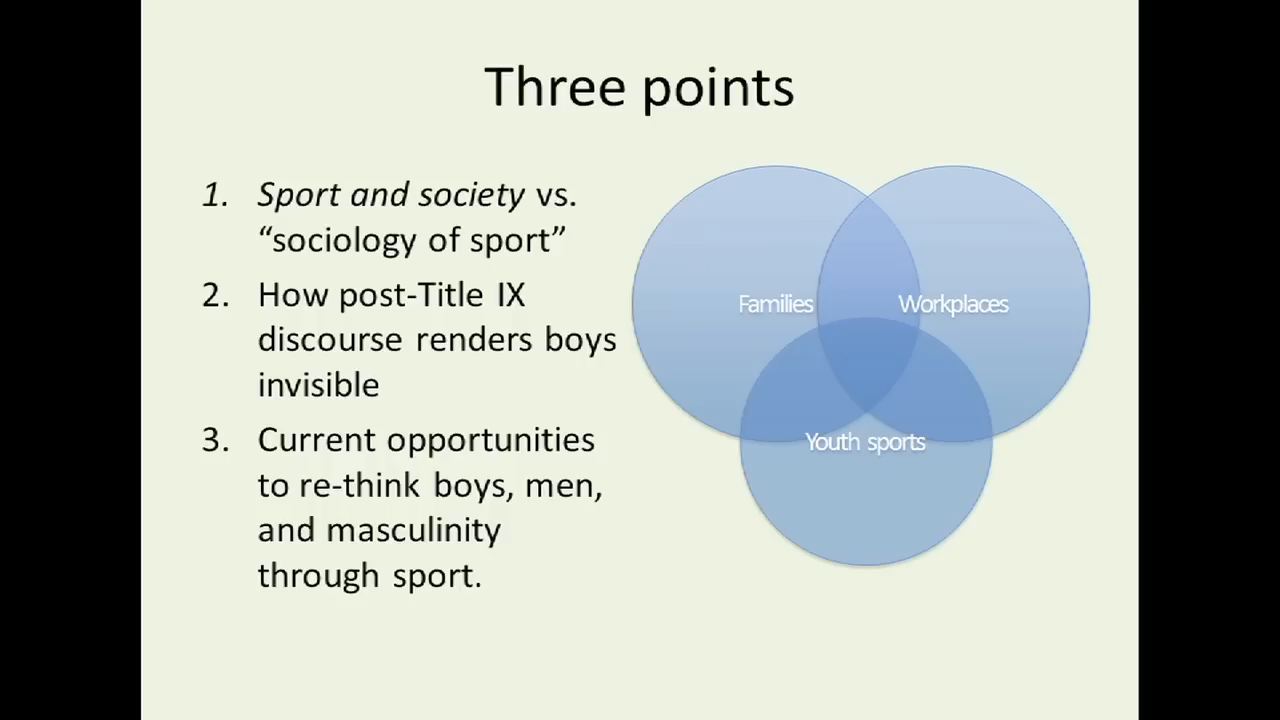 Three points
1. Sport and society vs.
“sociology of sport”
2. How post-Title IX
discourse renders boys
invisible
3. Current opportunities
to re-think boys, men,
and masculinity
through sport.
Families
Workplaces
Youth sports